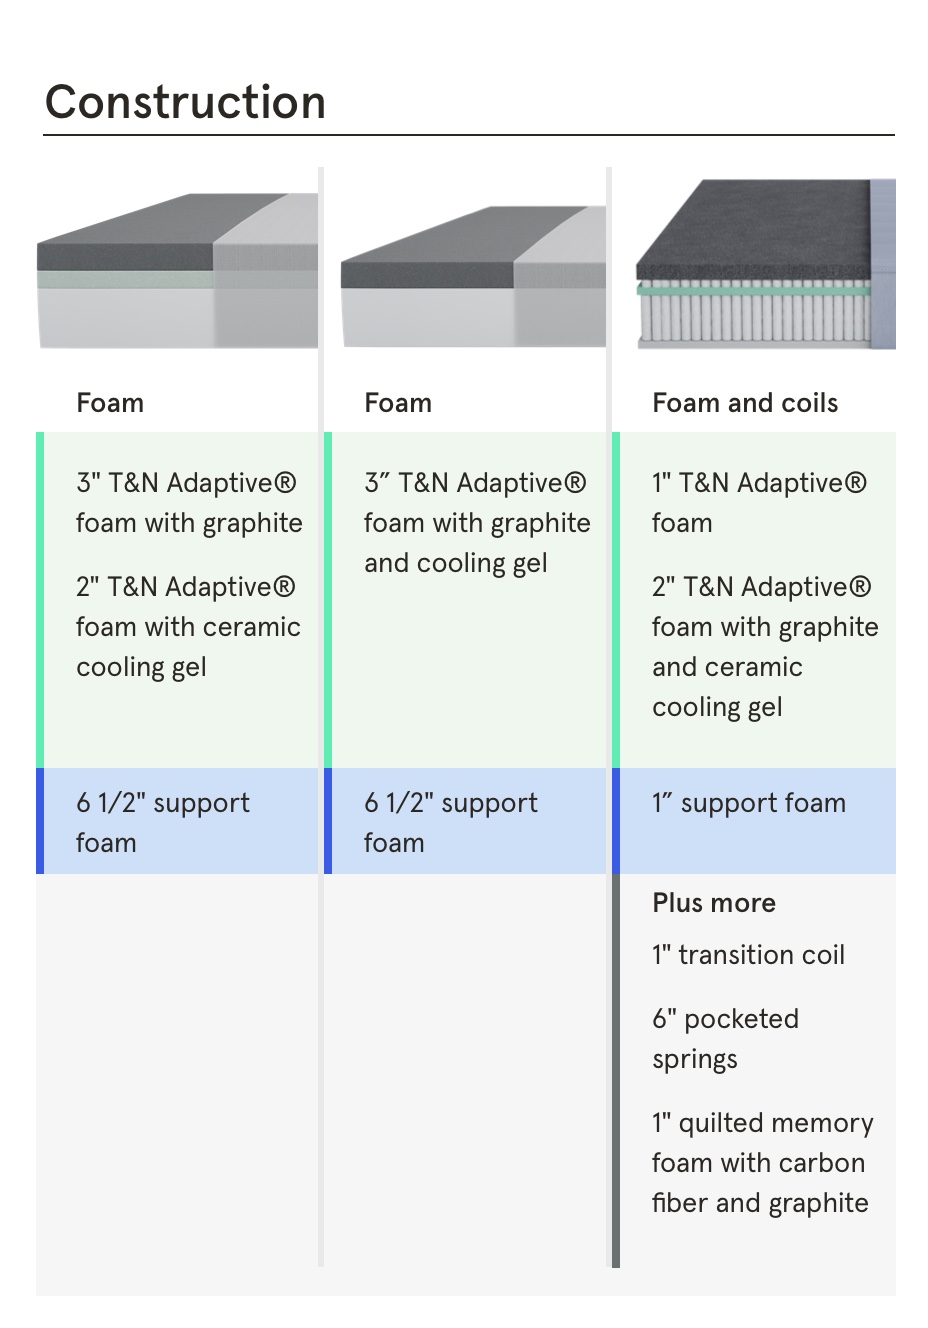 Construction
Foam
3" T&N Adaptive®
foam with graphite
2" T&N Adaptive®
foam with ceramic
cooling gel
6 1/2" support
foam
Foam
3″ T&N Adaptive®
foam with graphite
and cooling gel
6 1/2" support
foam
Foam and coils
1" T&N Adaptive®
foam
2" T&N Adaptive®
foam with graphite
and ceramic
cooling gel
1″ support foam
Plus more
1" transition coil
6" pocketed
springs
1" quilted memory
foam with carbon
fiber and graphite